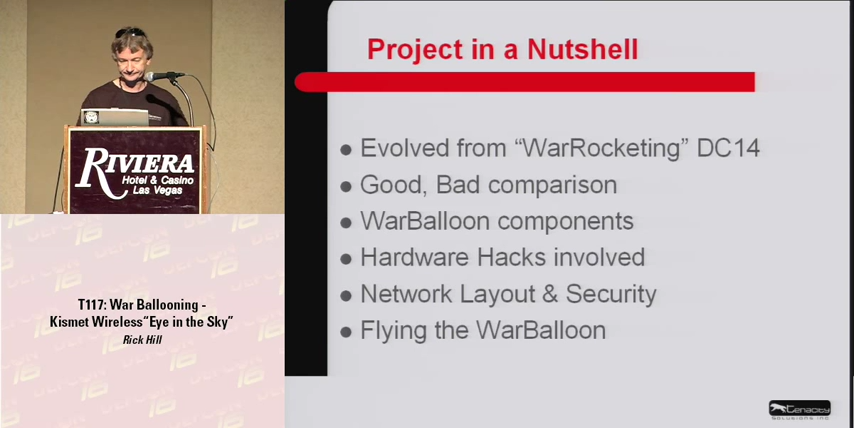 RIVIERA
Hotel & Casino
Las Vegas
T117: War Ballooning -
Kismet Wireless“Eye in the Sky”
Rick Hill
Project in a Nutshell
● Evolved from “WarRocketing” DC14
● Good, Bad comparison
● WarBalloon components
● Hardware Hacks involved
● Network Layout & Security
● Flying the WarBalloon
Tenacity
SOLUTIONS INC